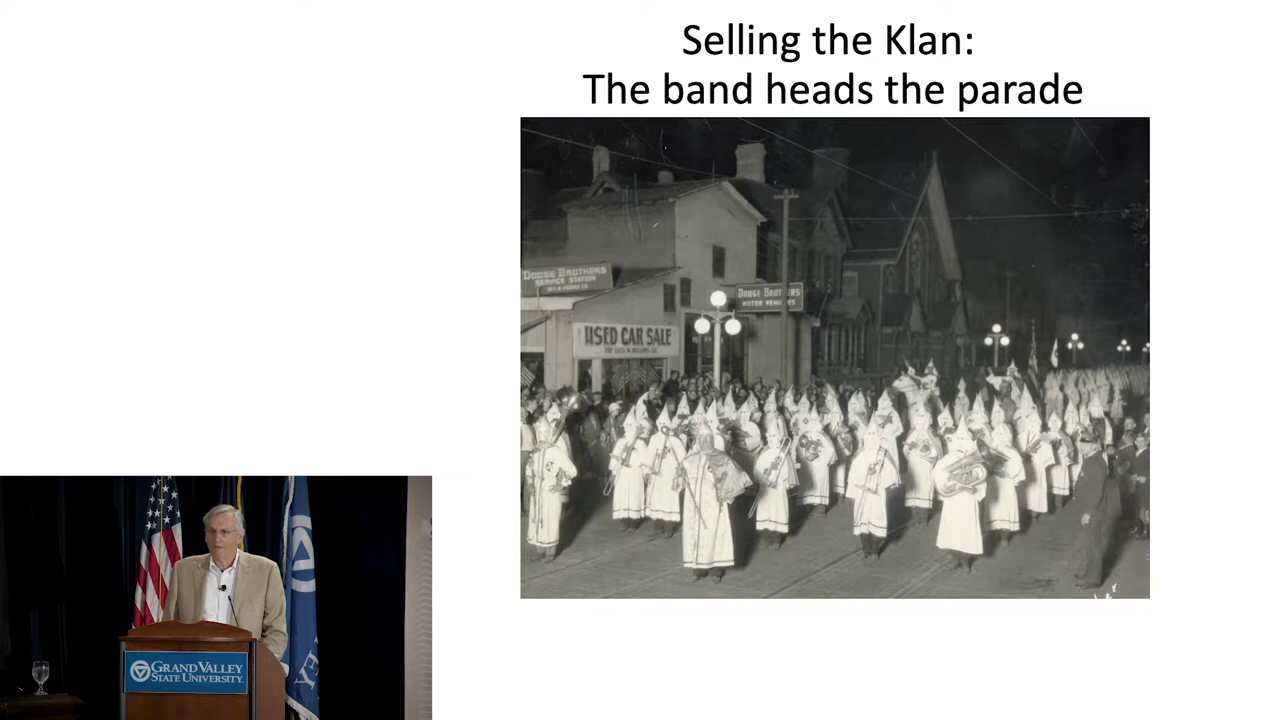 Selling the Klan:
The band heads the parade
DODGE BROTHERS
SERVICE STATION
DODGE BROTHERS
MOTOR VEHICLES
USED CAR SALE
GRAND VALLEY
STATE UNIVERSITY